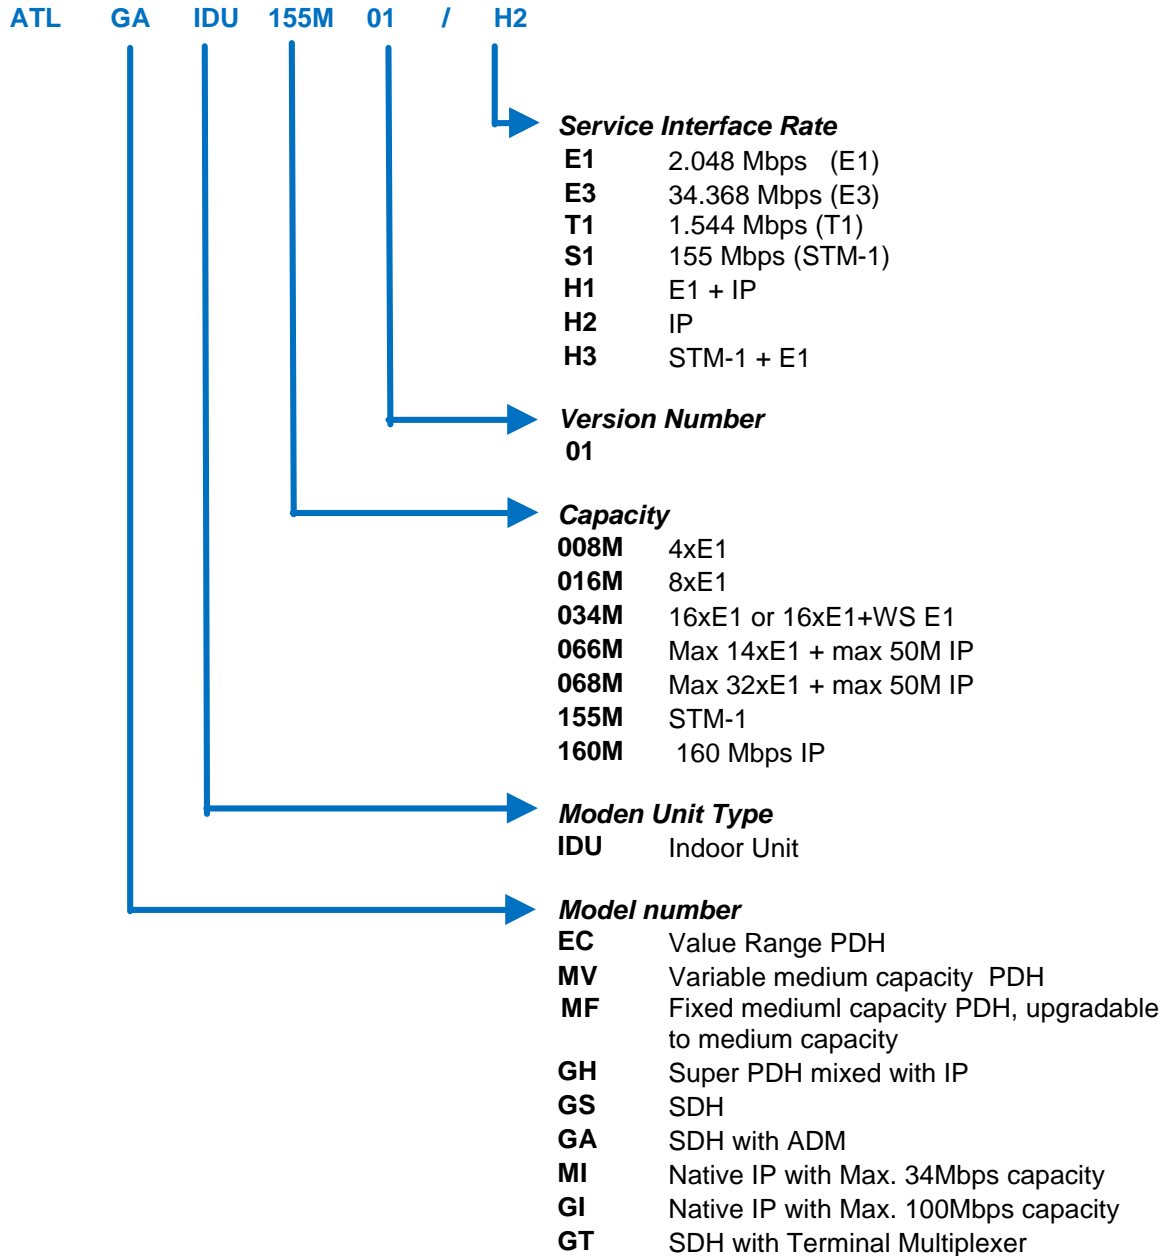 ATL GA IDU 155M 01 / H2
Service Interface Rate
E1 2.048 Mbps (E1)
E3 34.368 Mbps (E3)
T1 1.544 Mbps (T1)
S1 155 Mbps (STM-1)
H1 E1 + IP
H2 IP
H3 STM-1 + E1
Version Number
01
Capacity
008M 4xE1
016M 8xE1
034M 16xE1 or 16xE1+WS E1
066M Max 14xE1 + max 50M IP
068M Max 32xE1 + max 50M IP
155M STM-1
160M 160 Mbps IP
Moden Unit Type
IDU Indoor Unit
Model number
EC Value Range PDH
MV Variable medium capacity PDH
MF Fixed mediuml capacity PDH, upgradable
to medium capacity
GH Super PDH mixed with IP
GS SDH
GA SDH with ADM
MI Native IP with Max. 34Mbps capacity
GI Native IP with Max. 100Mbps capacity
GT SDH with Terminal Multiplexer